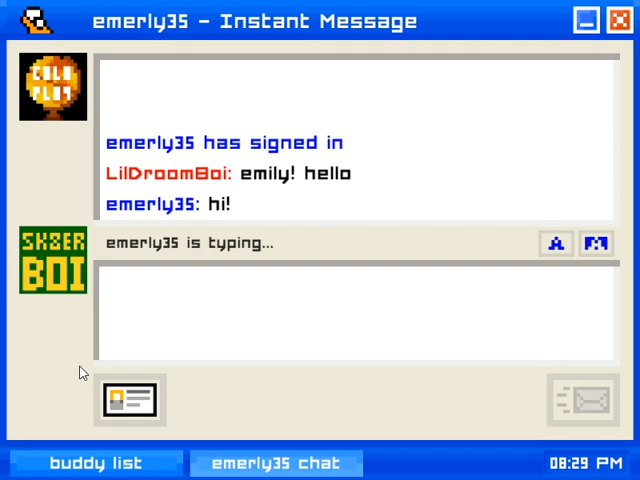 emerly35 - Instant Message
COLD
PLAY
emerly35 has signed in
LilDroomBoi: emily! hello
emerly35: hi!
SK8ER
BOI
emerly35 is typing...
A
buddy list
emerly35 chat
08:29 PM